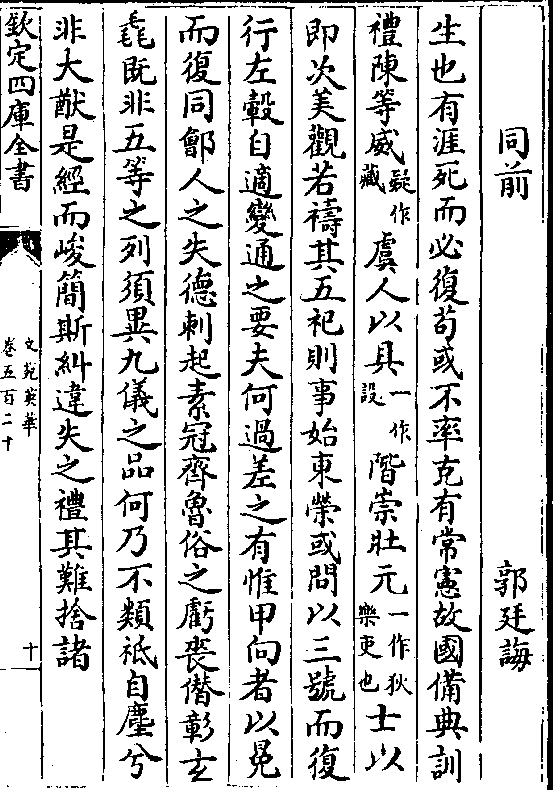 同前　郭廷誨
生也有涯死而必復苟或不率克有常憲故國備典訓
禮陳等威疑作藏虞人以具一作設階崇壯元一作狄樂吏也士以
即次美觀若禱其五祀則事始東榮或問以三號而復
行左轂自適變通之要夫何過差之有惟甲向者以冕
而復同鄶人之失德刺起素冠齊魯俗之虧喪僭彰玄
毳既非五等之列須異九儀之品何乃不類祗自塵兮
非大猷是經而峻簡斯糾違失之禮其難捨諸
欽定四庫全書
文苑英華
卷五百二十
十